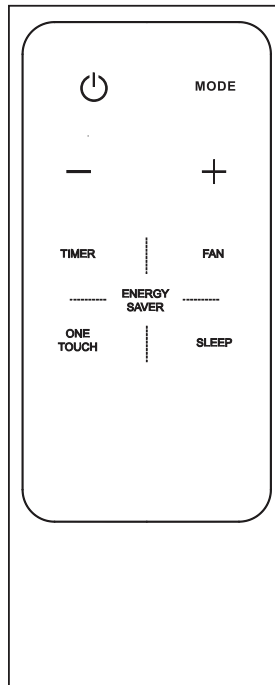 MODE
− +
TIMER FAN
ENERGY
SAVER
ONE
TOUCH
SLEEP